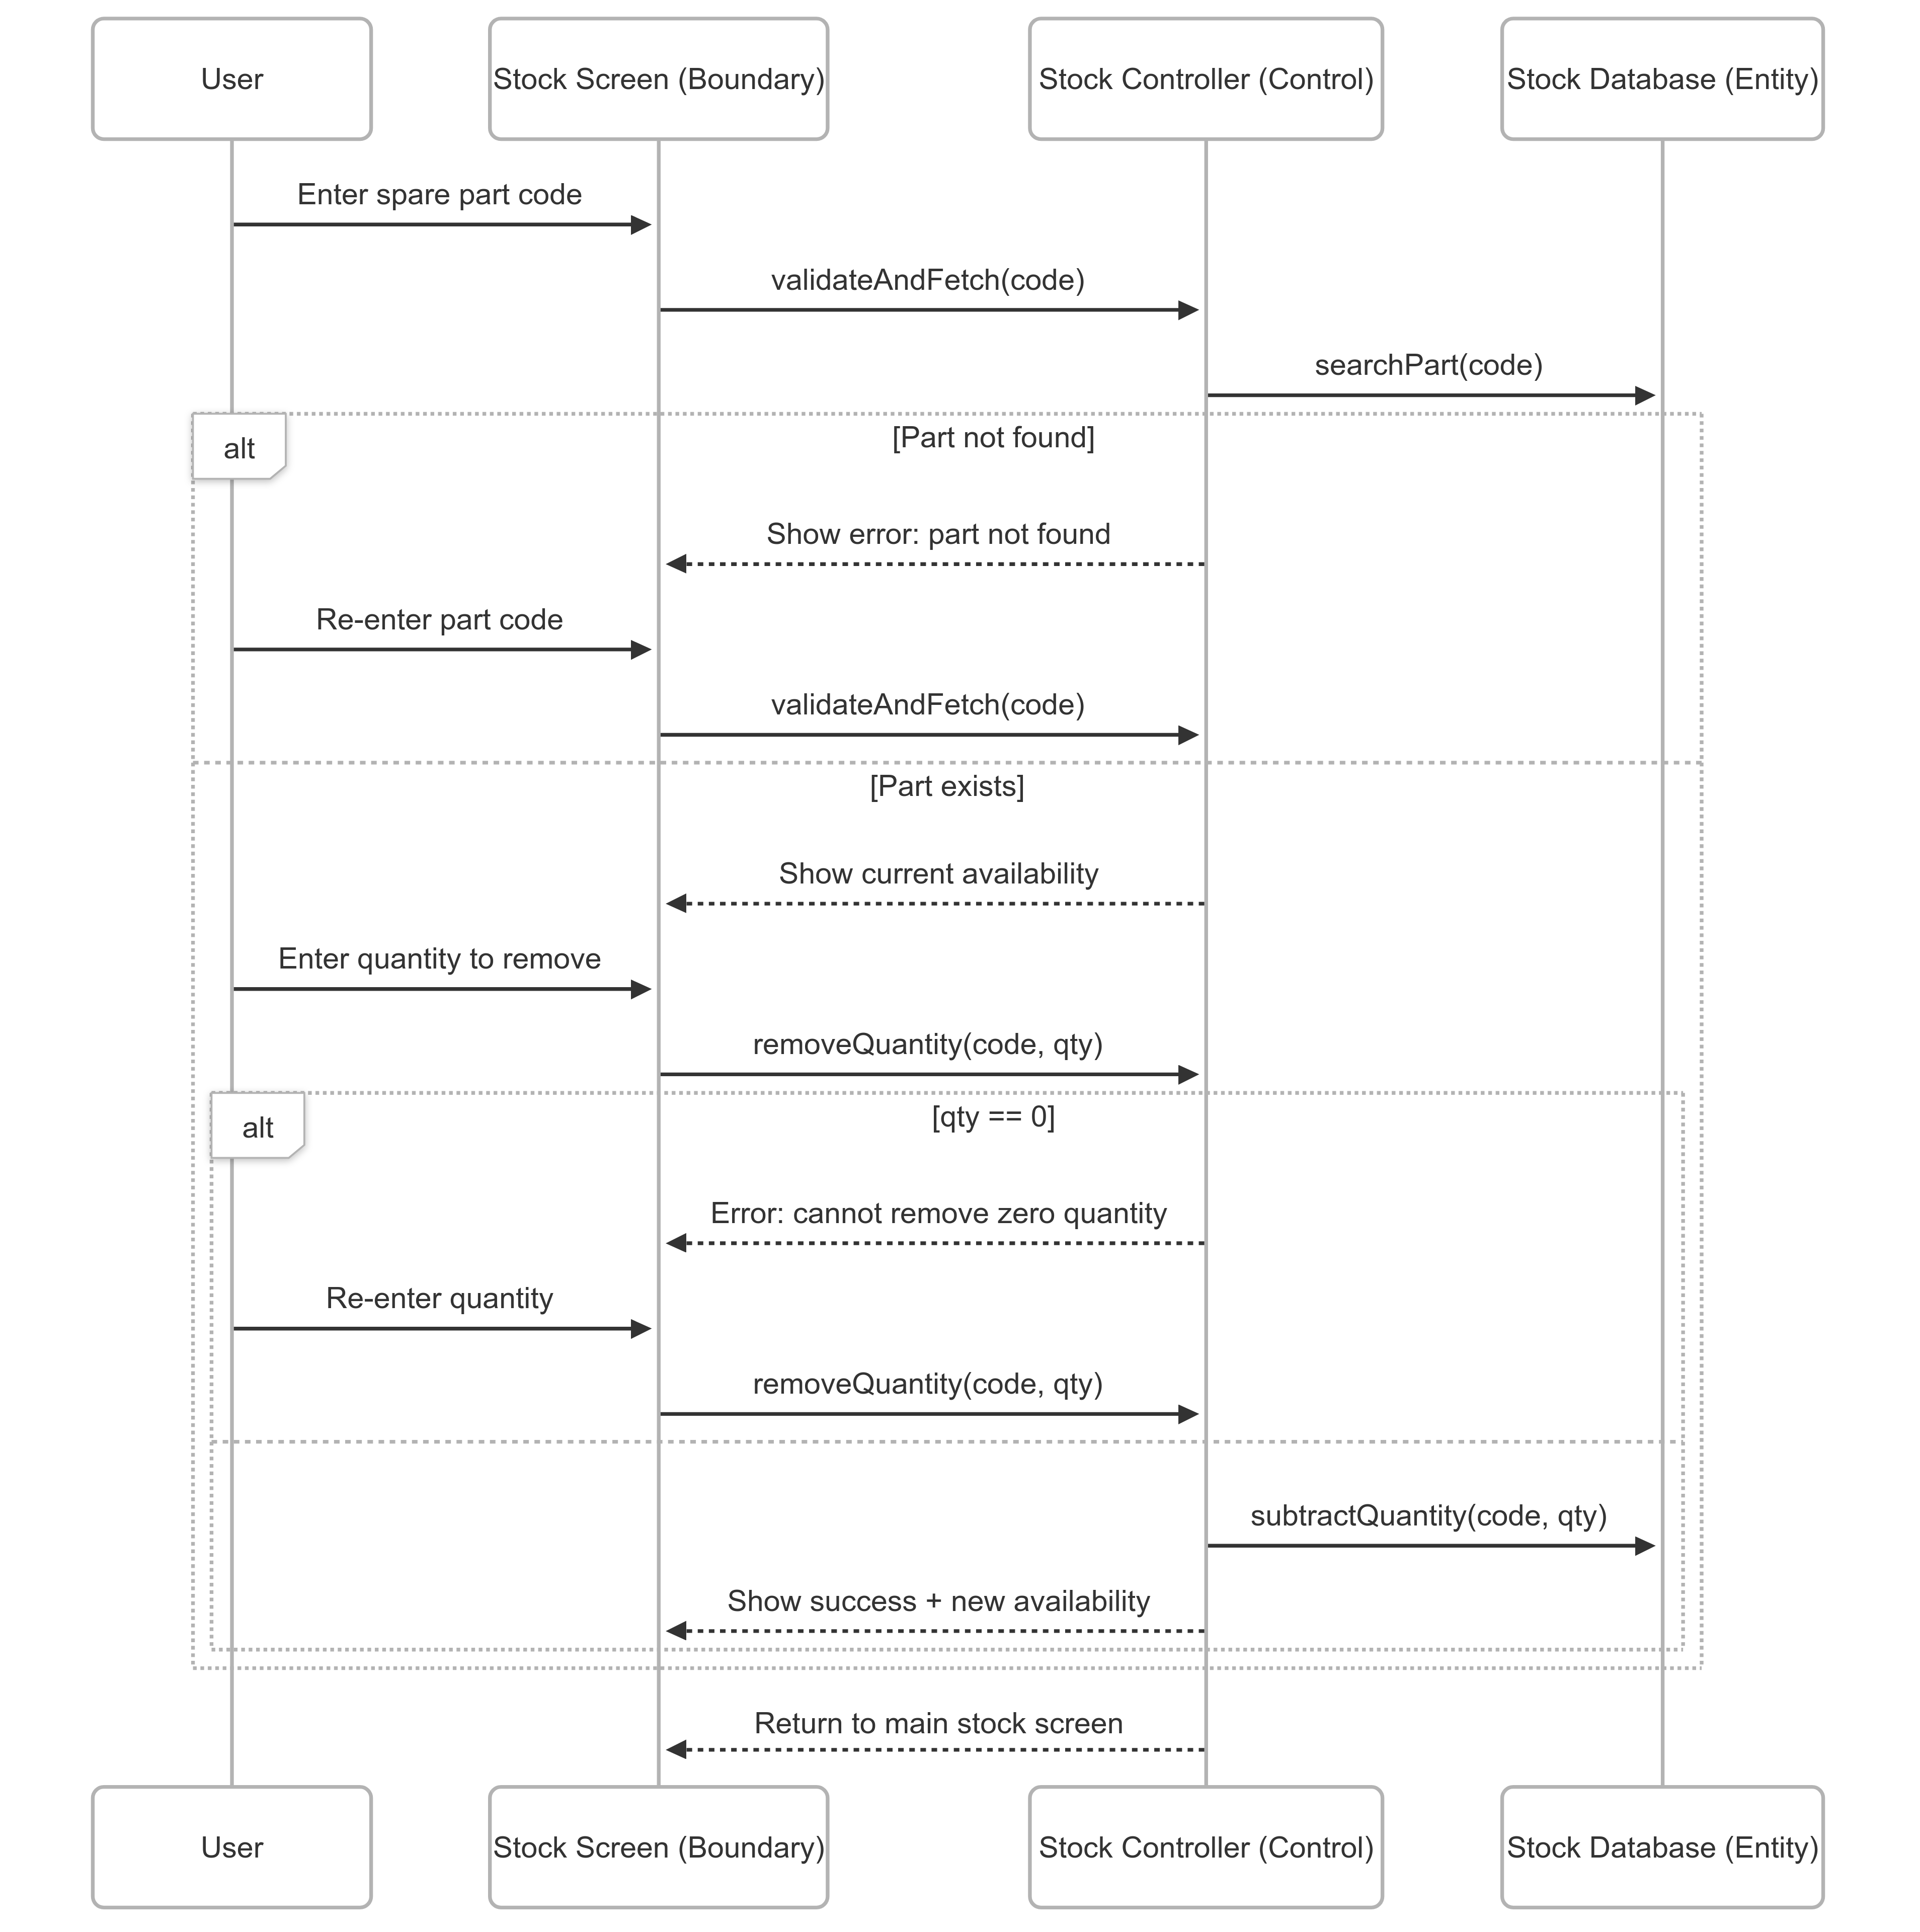 User
Stock Screen (Boundary)
Stock Controller (Control)
Stock Database (Entity)
Enter spare part code
validateAndFetch(code)
searchPart(code)
alt
[Part not found]
Show error: part not found
Re-enter part code
validateAndFetch(code)
[Part exists]
Show current availability
Enter quantity to remove
removeQuantity(code, qty)
alt
[qty == 0]
Error: cannot remove zero quantity
Re-enter quantity
removeQuantity(code, qty)
subtractQuantity(code, qty)
Show success + new availability
Return to main stock screen
User
Stock Screen (Boundary)
Stock Controller (Control)
Stock Database (Entity)